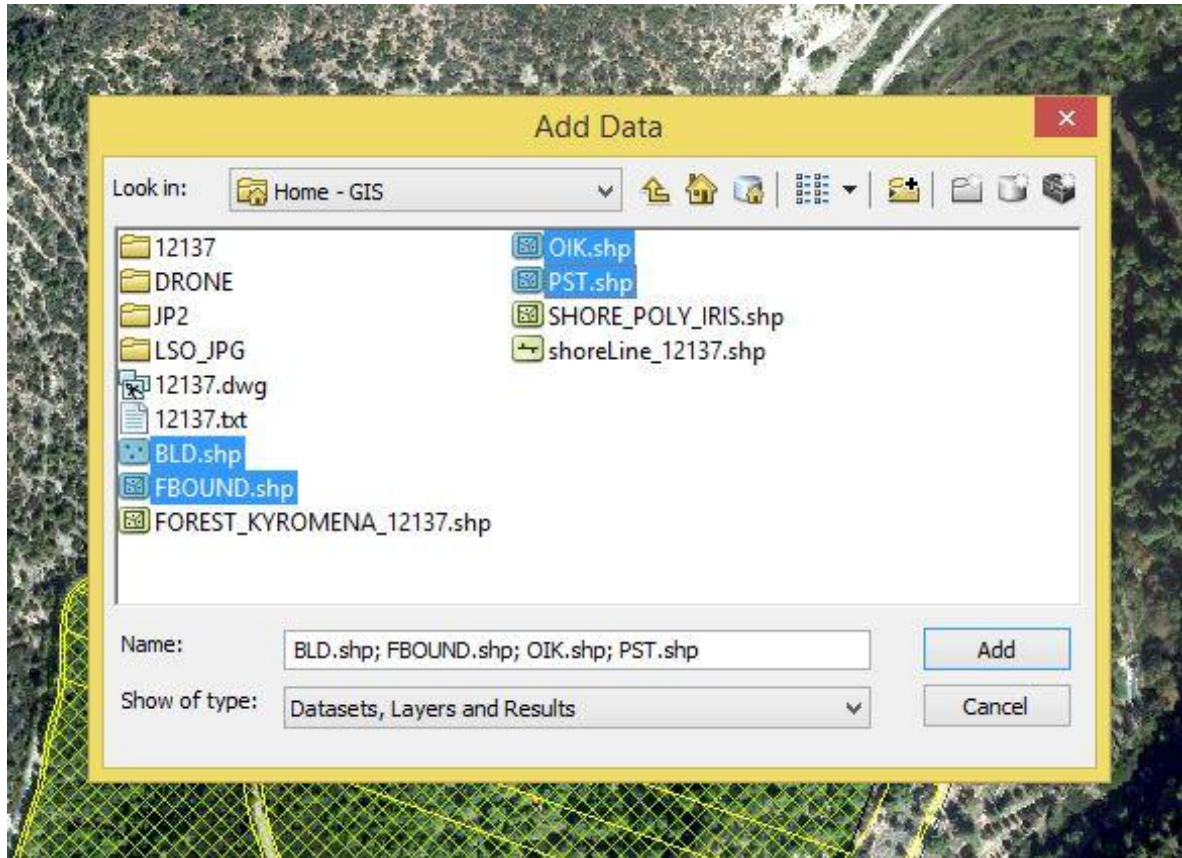 Add Data
Look in:
Home - GIS
12137
DRONE
JP2
LSO_JPG
12137.dwg
12137.txt
BLD.shp
FBOUND.shp
FOREST_KYROMENA_12137.shp
OIK.shp
PST.shp
SHORE_POLY_IRIS.shp
shoreLine_12137.shp
Name:
BLD.shp; FBOUND.shp; OIK.shp; PST.shp
Add
Show of type:
Datasets, Layers and Results
Cancel